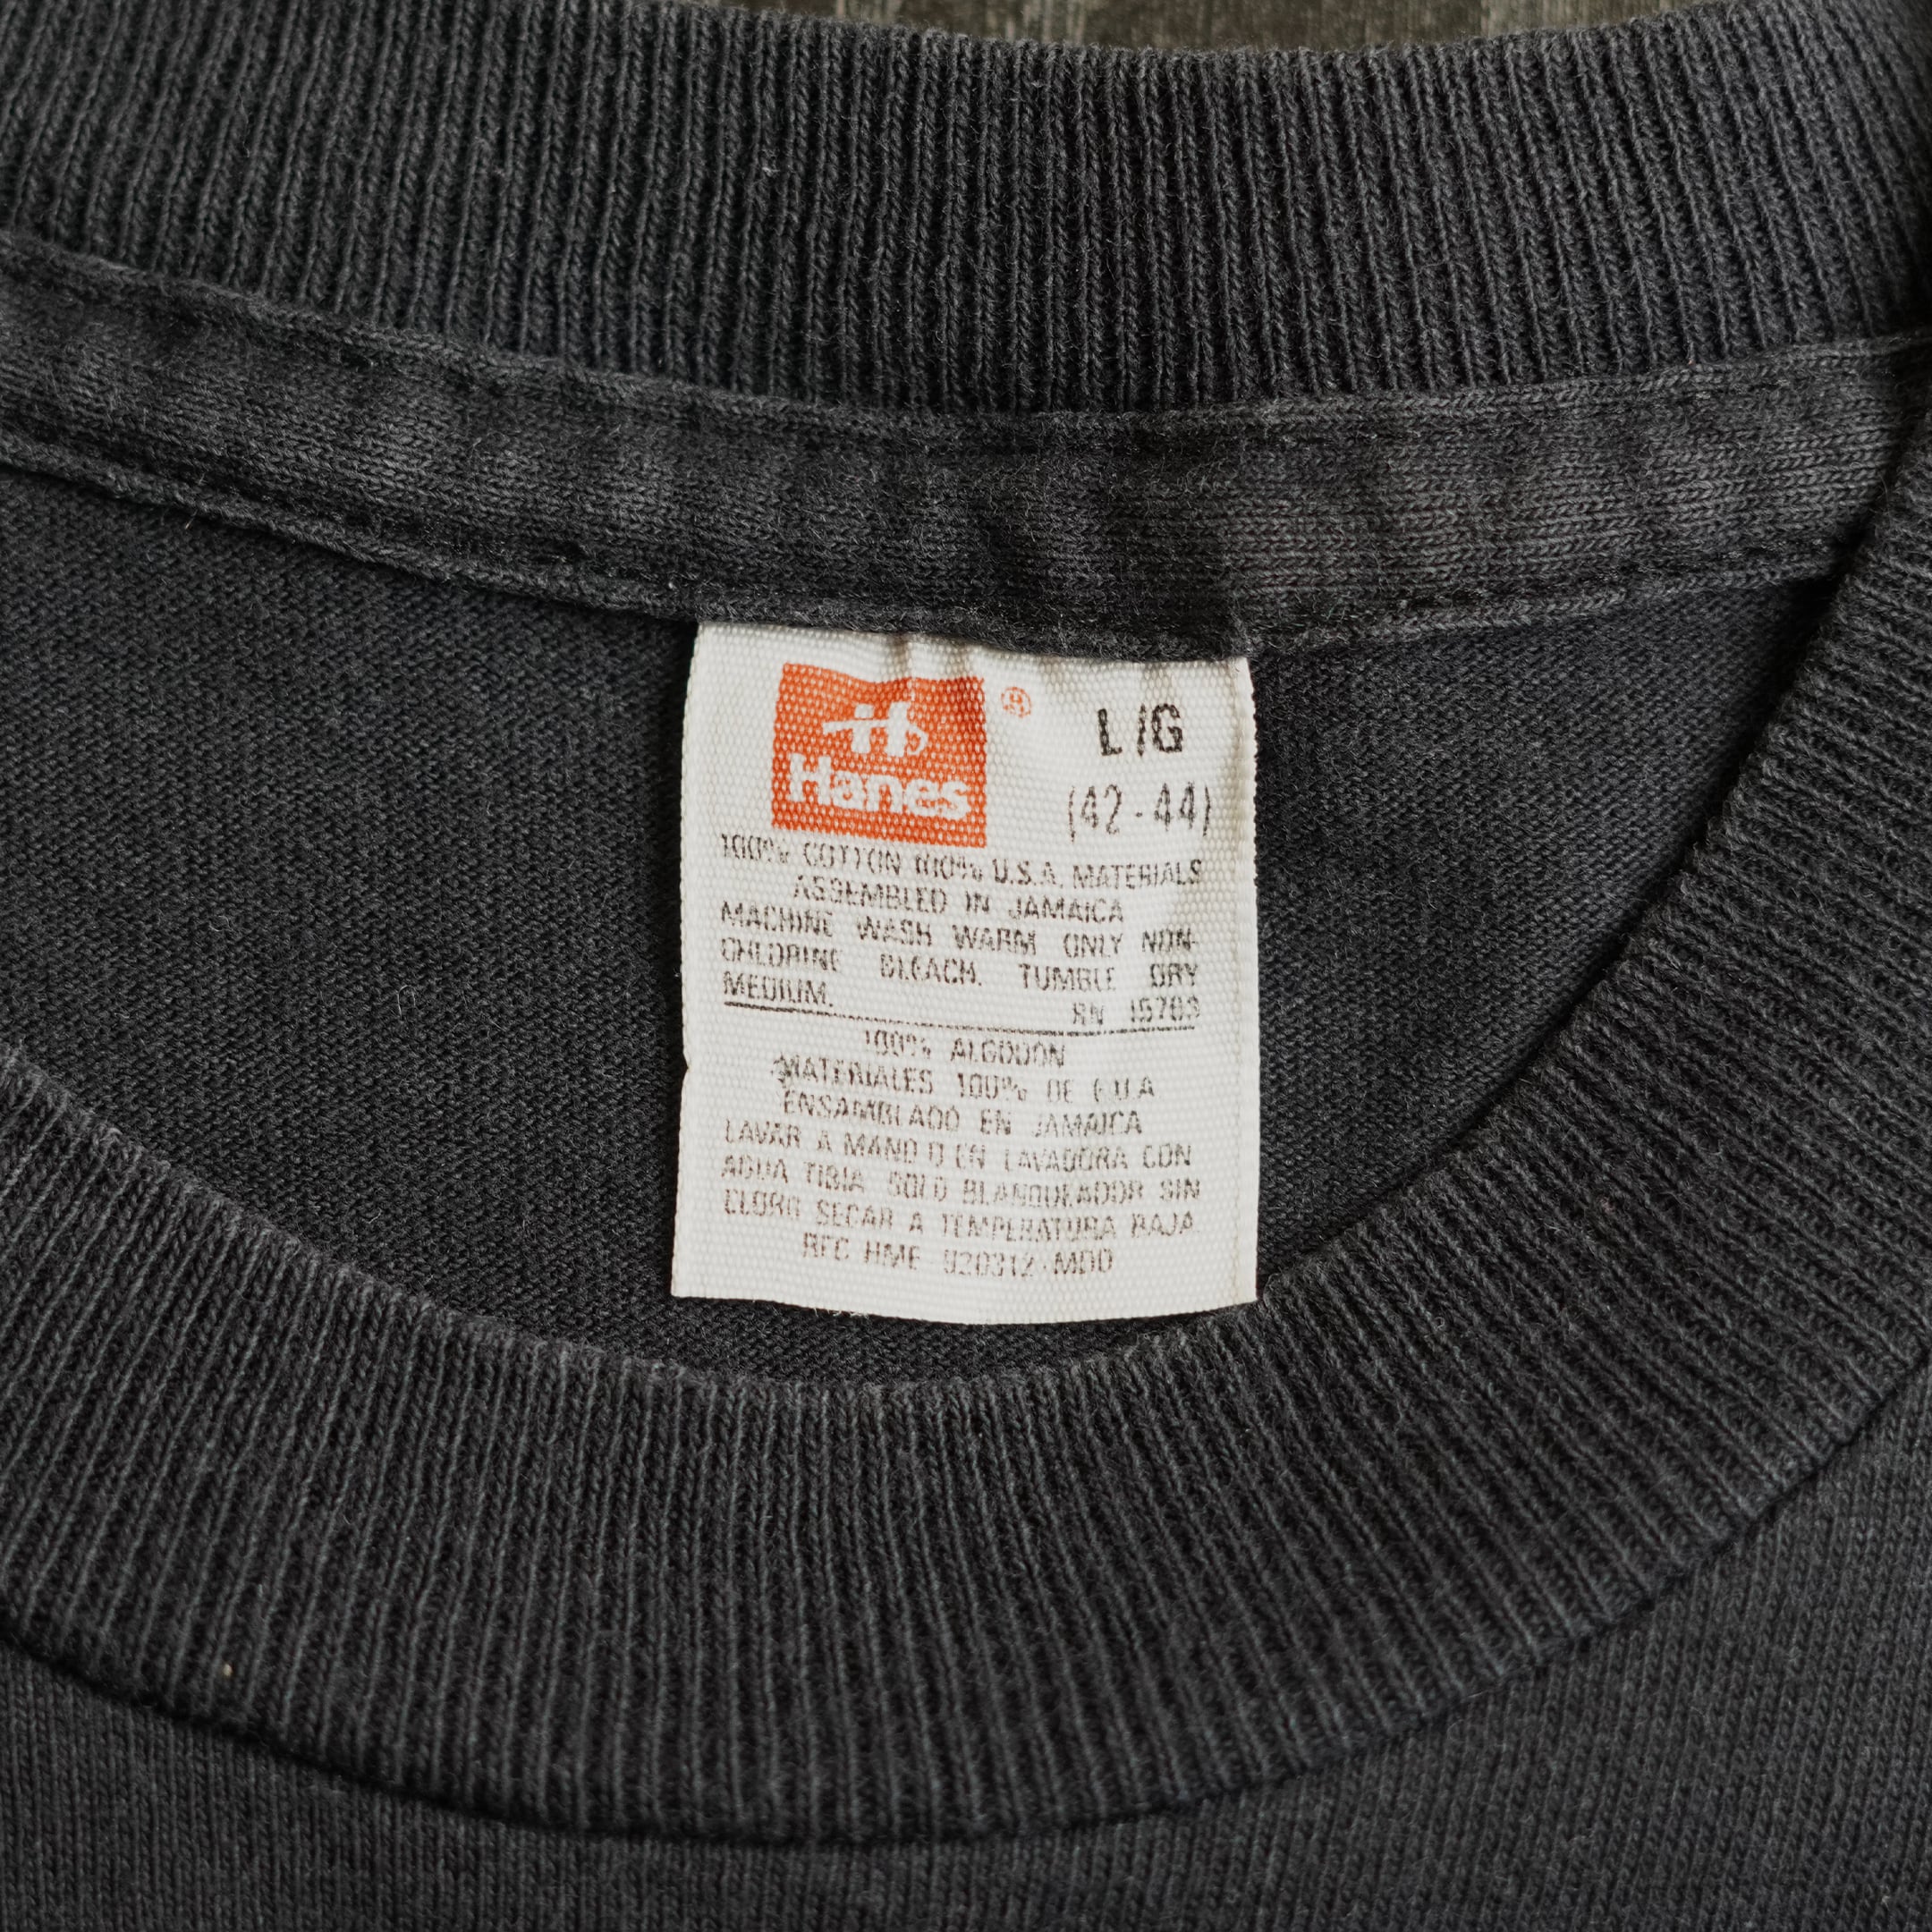 Hanes ®
L/G
(42-44)
100% COTTON 100% U.S.A. MATERIALS
ASSEMBLED IN JAMAICA
MACHINE WASH WARM ONLY NON-
CHLORINE BLEACH. TUMBLE DRY
MEDIUM. RN 15763
100% ALGODON
MATERIALES 100% DE E.U.A
ENSAMBLADO EN JAMAICA
LAVAR A MANO O EN LAVADORA CON
AGUA TIBIA SOLO BLANQUEADOR SIN
CLORO SECAR A TEMPERATURA BAJA
RFC HME 920312-MD0